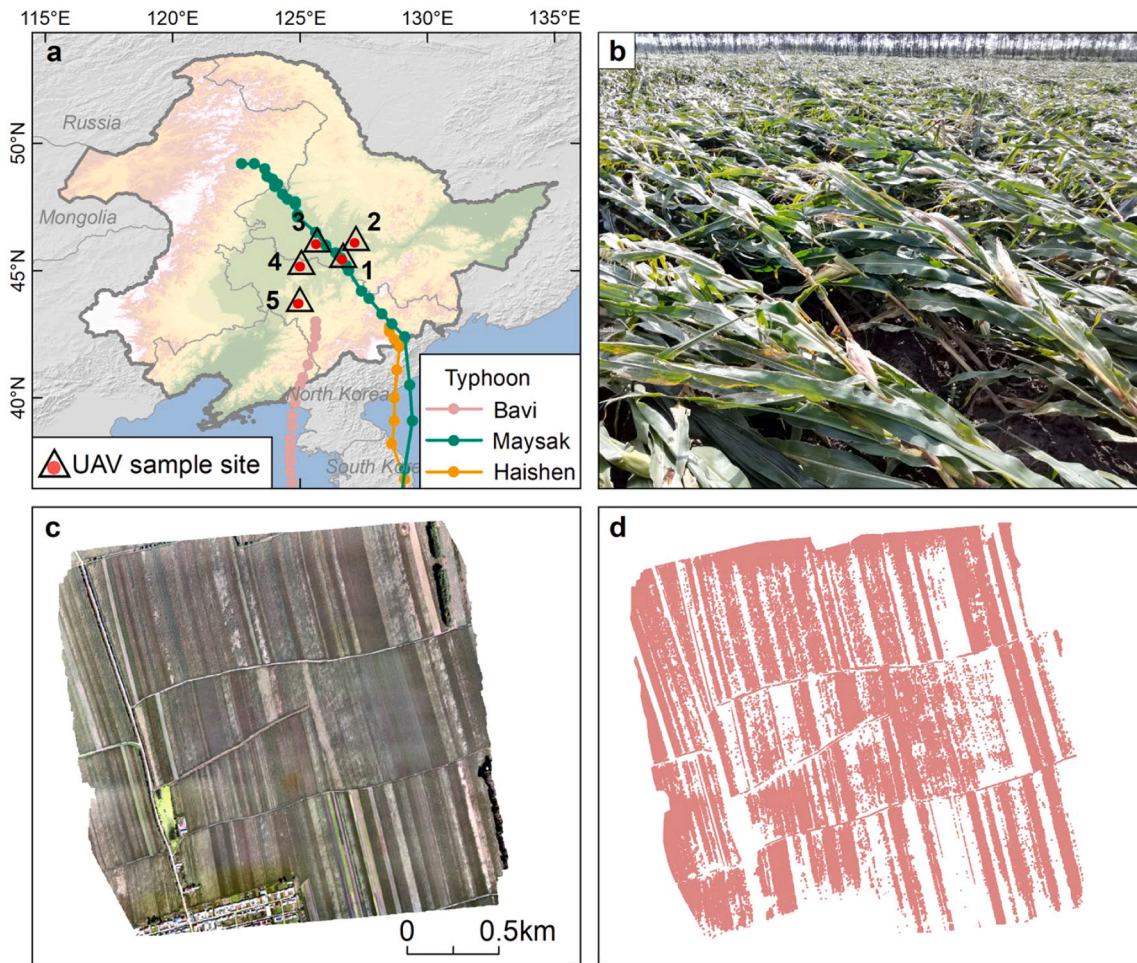 115°E 120°E 125°E 130°E 135°E
a
b
Russia
50°N
Mongolia
3 2
45°N
4 1
5
Typhoon
North Korea
40°N
Bavi
Maysak
UAV sample site
South Kore
Haishen
c
d
0 0.5km